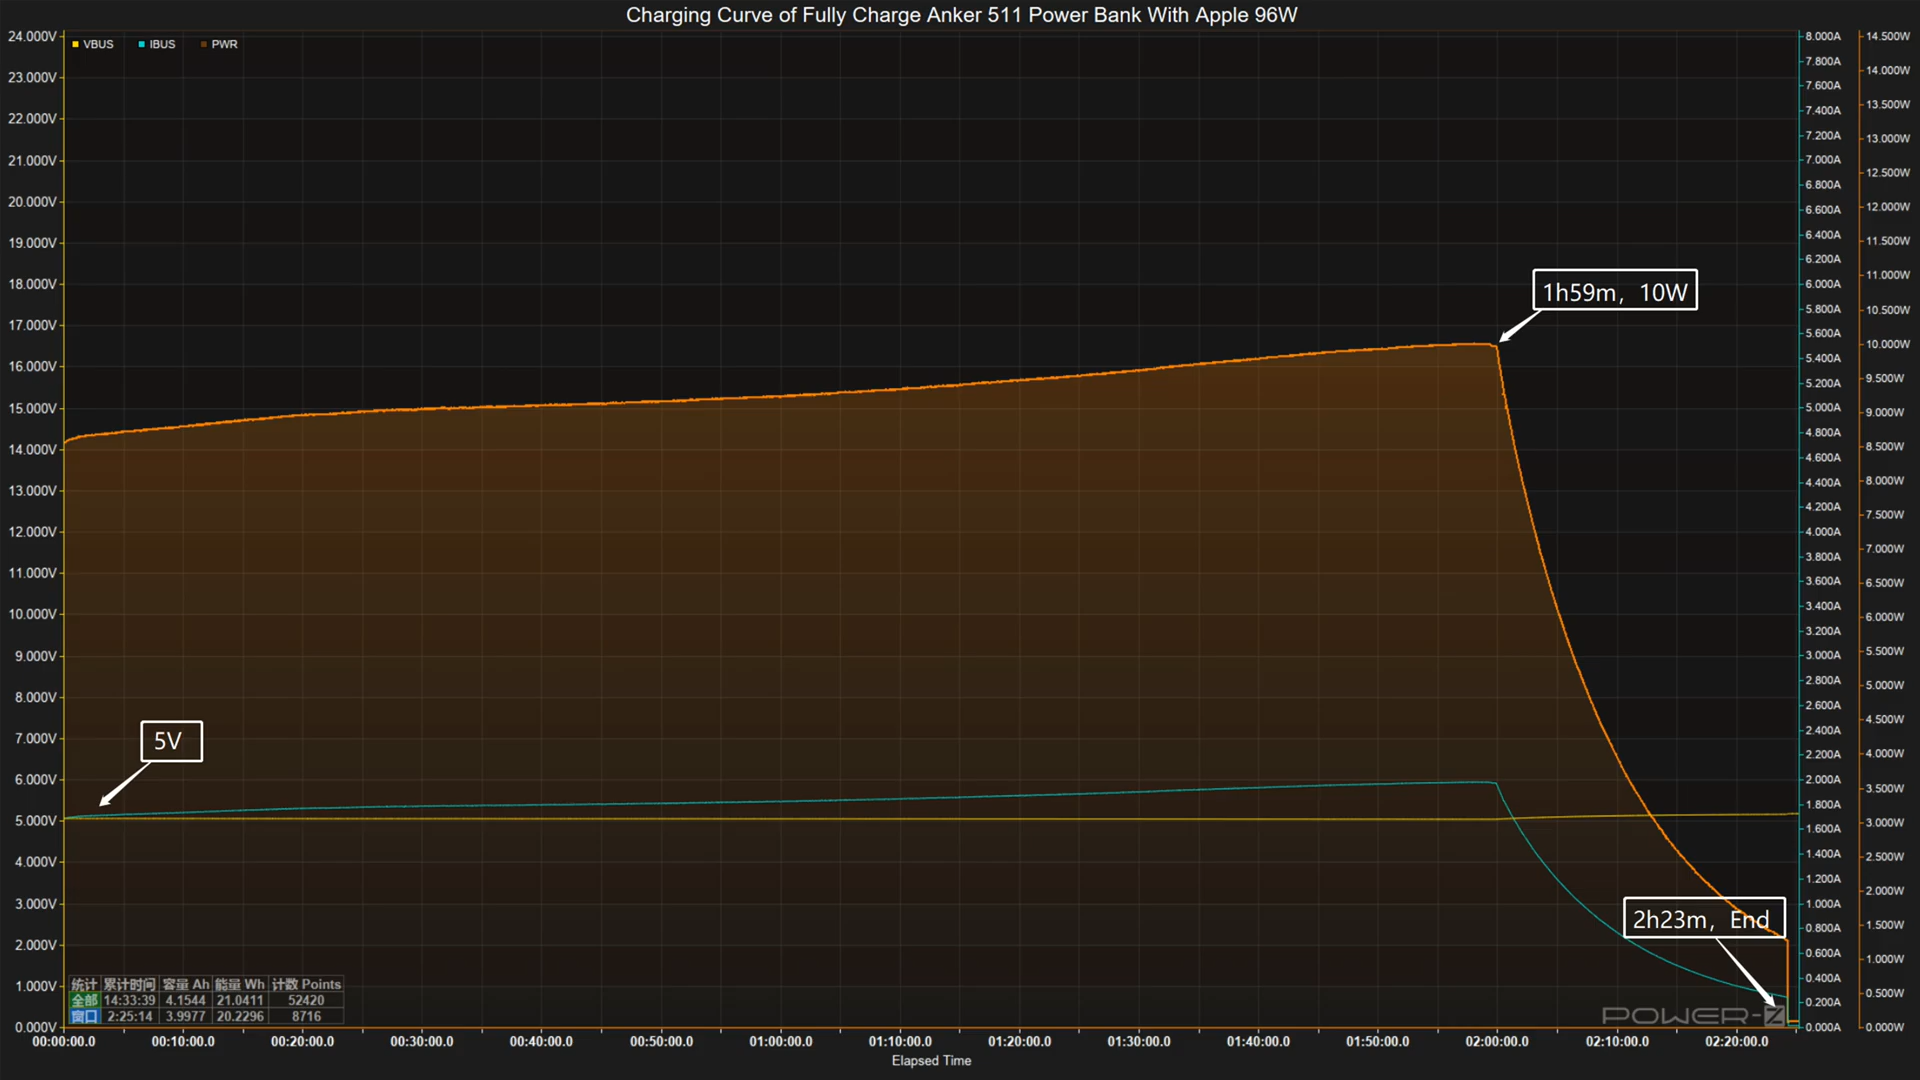 Charging Curve of Fully Charge Anker 511 Power Bank With Apple 96W
VBUS IBUS PWR
24.000V
23.000V
22.000V
21.000V
20.000V
19.000V
18.000V
17.000V
16.000V
15.000V
14.000V
13.000V
12.000V
11.000V
10.000V
9.000V
8.000V
7.000V
6.000V
5.000V
4.000V
3.000V
2.000V
1.000V
0.000V
8.000A
7.800A
7.600A
7.400A
7.200A
7.000A
6.800A
6.600A
6.400A
6.200A
6.000A
5.800A
5.600A
5.400A
5.200A
5.000A
4.800A
4.600A
4.400A
4.200A
4.000A
3.800A
3.600A
3.400A
3.200A
3.000A
2.800A
2.600A
2.400A
2.200A
2.000A
1.800A
1.600A
1.400A
1.200A
1.000A
0.800A
0.600A
0.400A
0.200A
0.000A
14.500W
14.000W
13.500W
13.000W
12.500W
12.000W
11.500W
11.000W
10.500W
10.000W
9.500W
9.000W
8.500W
8.000W
7.500W
7.000W
6.500W
6.000W
5.500W
5.000W
4.500W
4.000W
3.500W
3.000W
2.500W
2.000W
1.500W
1.000W
0.500W
0.000W
1h59m，10W
5V
2h23m，End
统计 累计时间 容量 Ah 能量 Wh 计数 Points
全部 14:33:39 4.1544 21.0411 52420
窗口 2:25:14 3.9977 20.2296 8716
POWER-Z
00:00:00.0 00:10:00.0 00:20:00.0 00:30:00.0 00:40:00.0 00:50:00.0 01:00:00.0 01:10:00.0 01:20:00.0 01:30:00.0 01:40:00.0 01:50:00.0 02:00:00.0 02:10:00.0 02:20:00.0
Elapsed Time